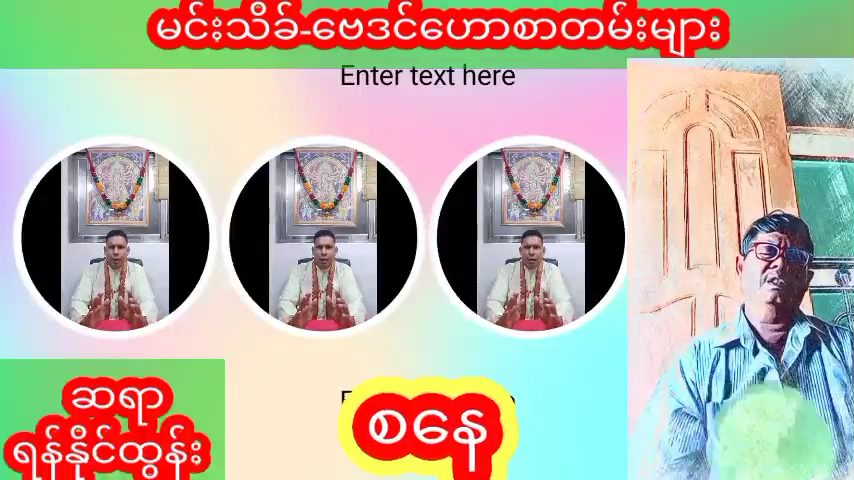 မင်းသိခ်-ဗေဒင်ဟောစာတမ်းများ
Enter text here
ဆရာ
ရန်နိုင်ထွန်း
စနေ